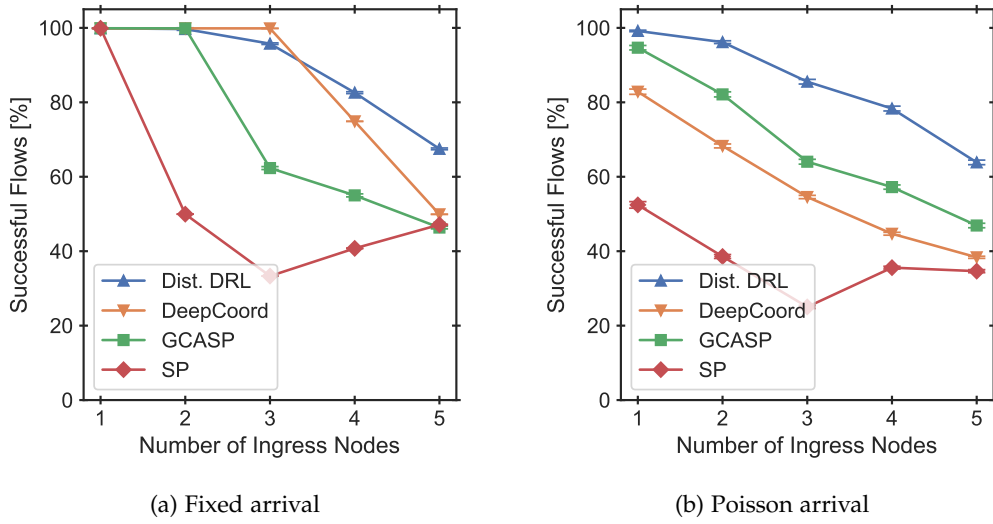 100
80
60
40
20
0
Successful Flows [%]
Dist. DRL
DeepCoord
GCASP
SP
1 2 3 4 5
Number of Ingress Nodes
(a) Fixed arrival
100
80
60
40
20
0
Successful Flows [%]
Dist. DRL
DeepCoord
GCASP
SP
1 2 3 4 5
Number of Ingress Nodes
(b) Poisson arrival